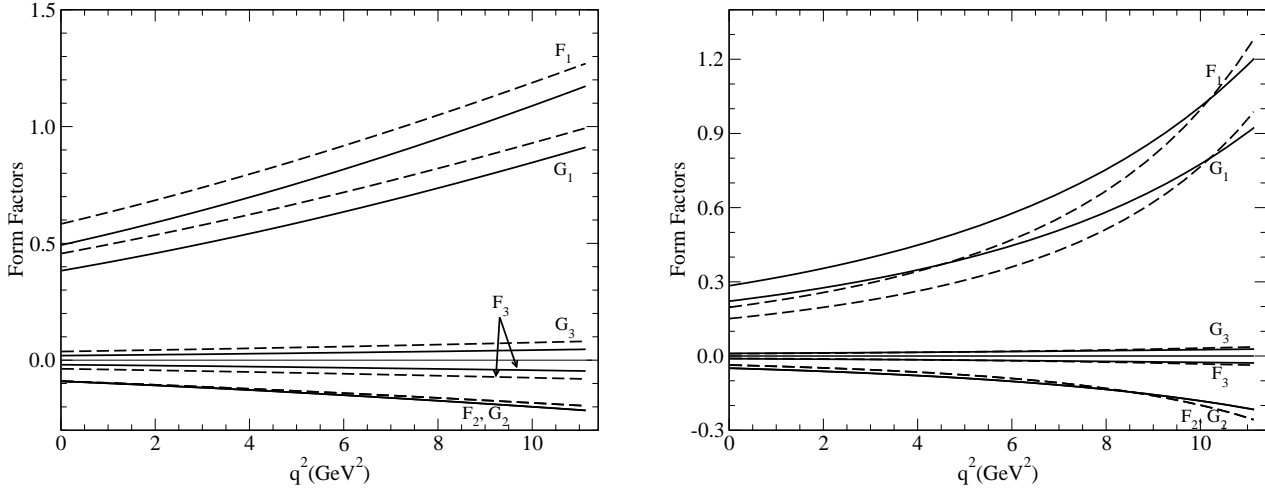 1.5
1.0
0.5
0.0
Form Factors
F₁
G₁
F₃
G₃
F₂, G₂
0 2 4 6 8 10
q²(GeV²)
1.2
0.9
0.6
0.3
0.0
-0.3
Form Factors
F₁
G₁
G₃
F₃
F₂, G₂
0 2 4 6 8 10
q²(GeV²)